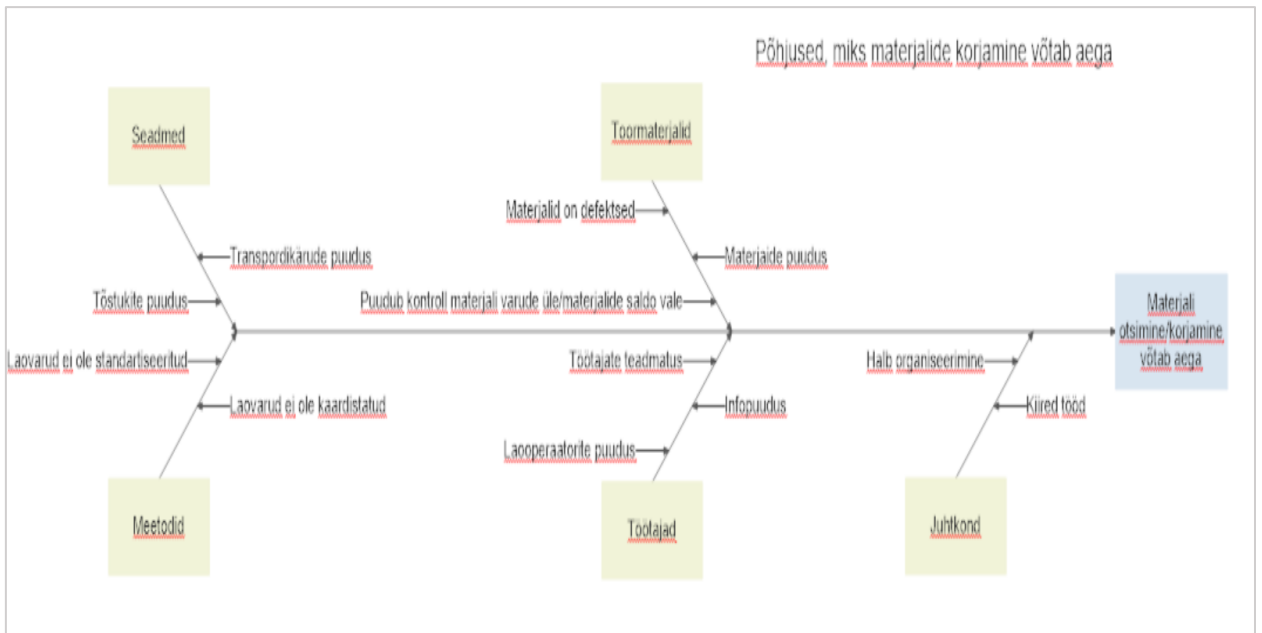 Põhjused, miks materjalide korjamine võtab aega
Seadmed
Toormaterjalid
Materjalid on defektsed
Transpordikärude puudus
Materjaide puudus
Tõstukite puudus
Puudub kontroll materjali varude üle/materjalide saldo vale
Materjali
otsimine/korjamine
võtab aega
Laovarud ei ole standartiseeritud
Töötajate teadmatus
Halb organiseerimine
Laovarud ei ole kaardistatud
Infopuudus
Kiired tööd
Laooperaatorite puudus
Meetodid
Töötajad
Juhtkond